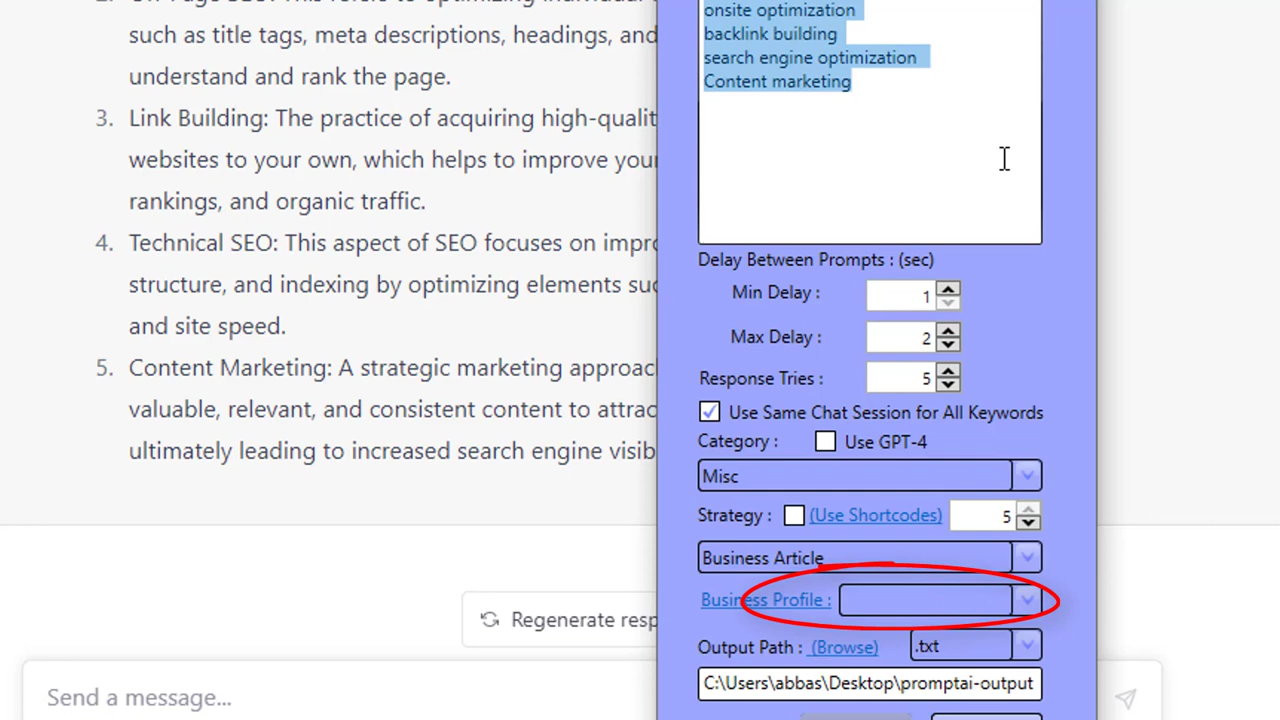 such as title tags, meta descriptions, headings, and
understand and rank the page.
3. Link Building: The practice of acquiring high-qualit
websites to your own, which helps to improve you
rankings, and organic traffic.
4. Technical SEO: This aspect of SEO focuses on impro
structure, and indexing by optimizing elements su
and site speed.
5. Content Marketing: A strategic marketing approac
valuable, relevant, and consistent content to attrac
ultimately leading to increased search engine visib
Regenerate resp
Send a message...
onsite optimization
backlink building
search engine optimization
Content marketing
Delay Between Prompts : (sec)
Min Delay : 1
Max Delay : 2
Response Tries : 5
Use Same Chat Session for All Keywords
Category : Use GPT-4
Misc
Strategy : (Use Shortcodes) 5
Business Article
Business Profile :
Output Path : (Browse) .txt
C:\Users\abbas\Desktop\promptai-output